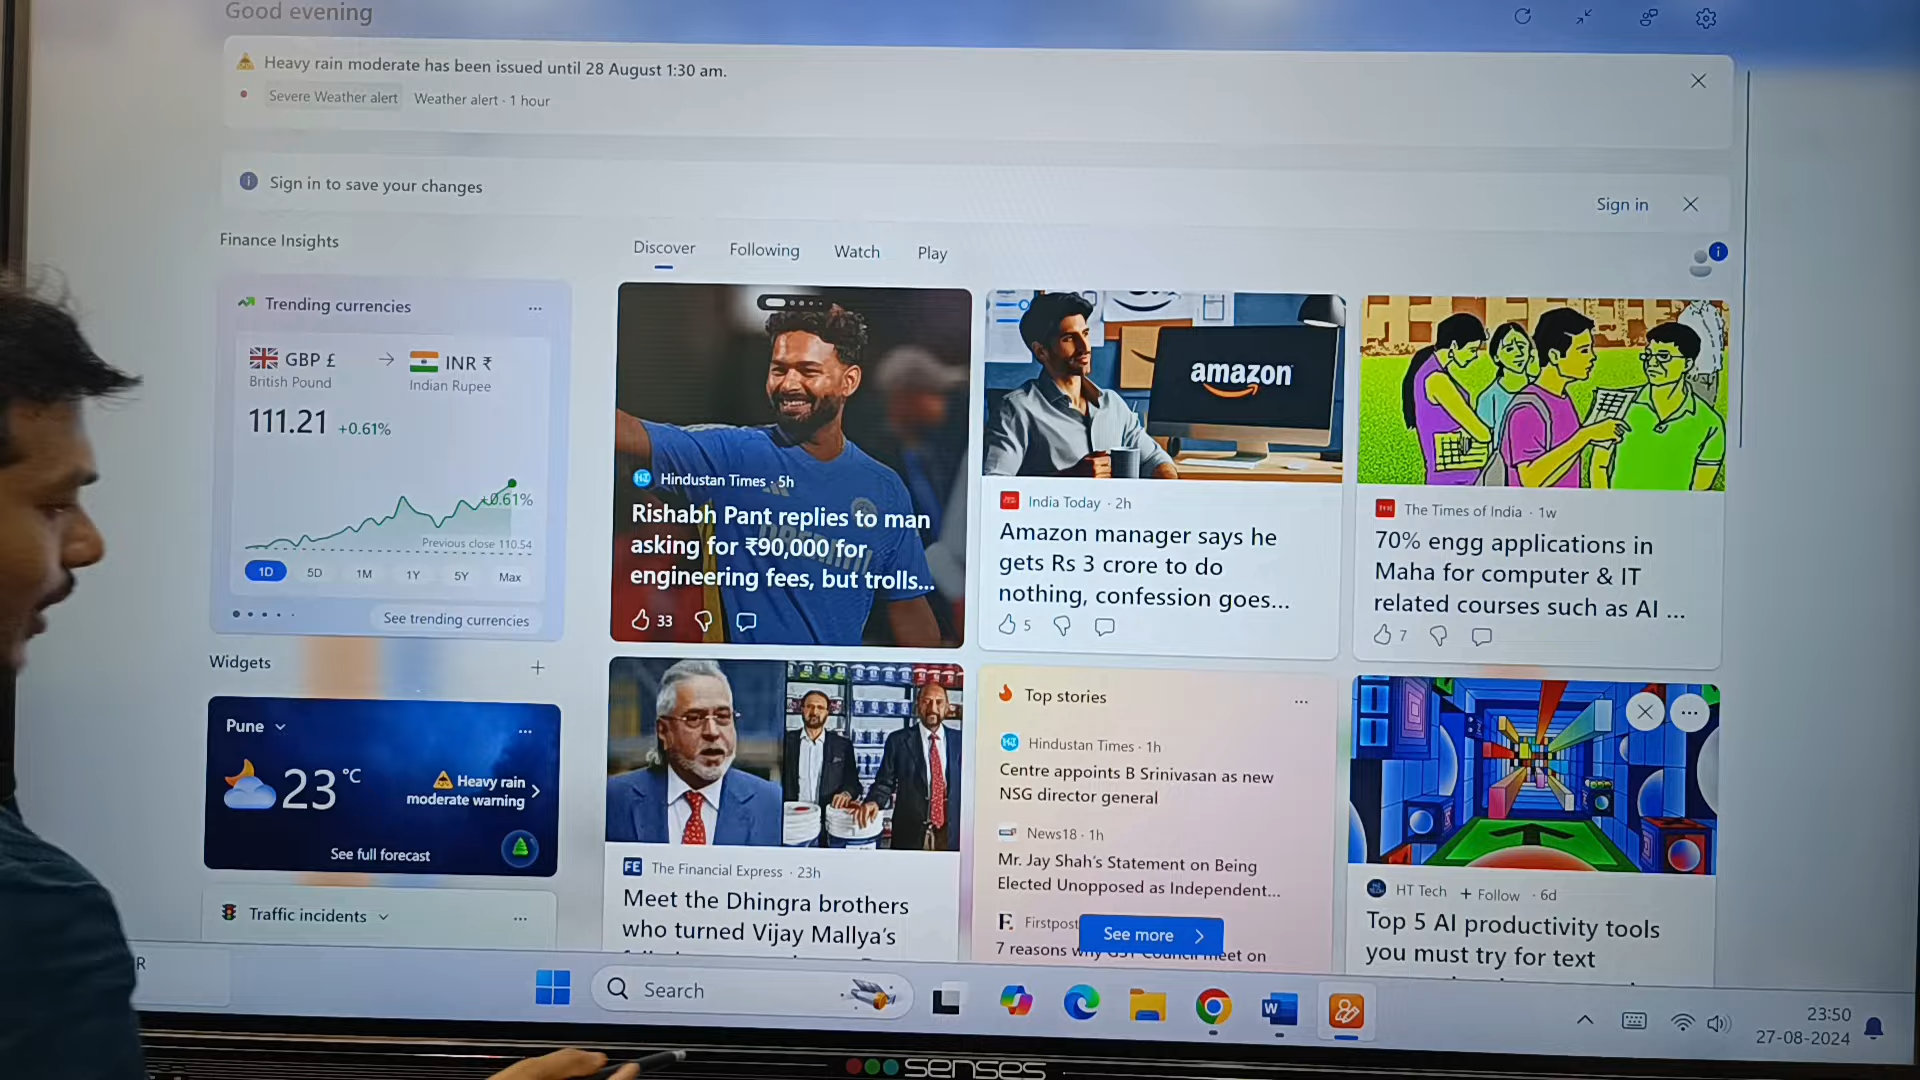 Good evening
Heavy rain moderate has been issued until 28 August 1:30 am.
Severe Weather alert Weather alert · 1 hour
Sign in to save your changes
Sign in
Finance Insights
Discover Following Watch Play
Trending currencies
GBP £
British Pound
INR ₹
Indian Rupee
111.21 +0.61%
+0.61%
Previous close 110.54
1D 5D 1M 1Y 5Y Max
See trending currencies
Hindustan Times · 5h
Rishabh Pant replies to man
asking for ₹90,000 for
engineering fees, but trolls...
33
amazon
India Today · 2h
Amazon manager says he
gets Rs 3 crore to do
nothing, confession goes...
5
The Times of India · 1w
70% engg applications in
Maha for computer & IT
related courses such as AI ...
7
Widgets
Pune
23 °C
Heavy rain
moderate warning
See full forecast
Traffic incidents
FE The Financial Express · 23h
Meet the Dhingra brothers
who turned Vijay Mallya's
Top stories
Hindustan Times · 1h
Centre appoints B Srinivasan as new
NSG director general
News18 · 1h
Mr. Jay Shah's Statement on Being
Elected Unopposed as Independent...
F. Firstpost
7 reasons why GST Council meet on
See more
HT Tech + Follow · 6d
Top 5 AI productivity tools
you must try for text
R
Search
W
23:50
27-08-2024
senses